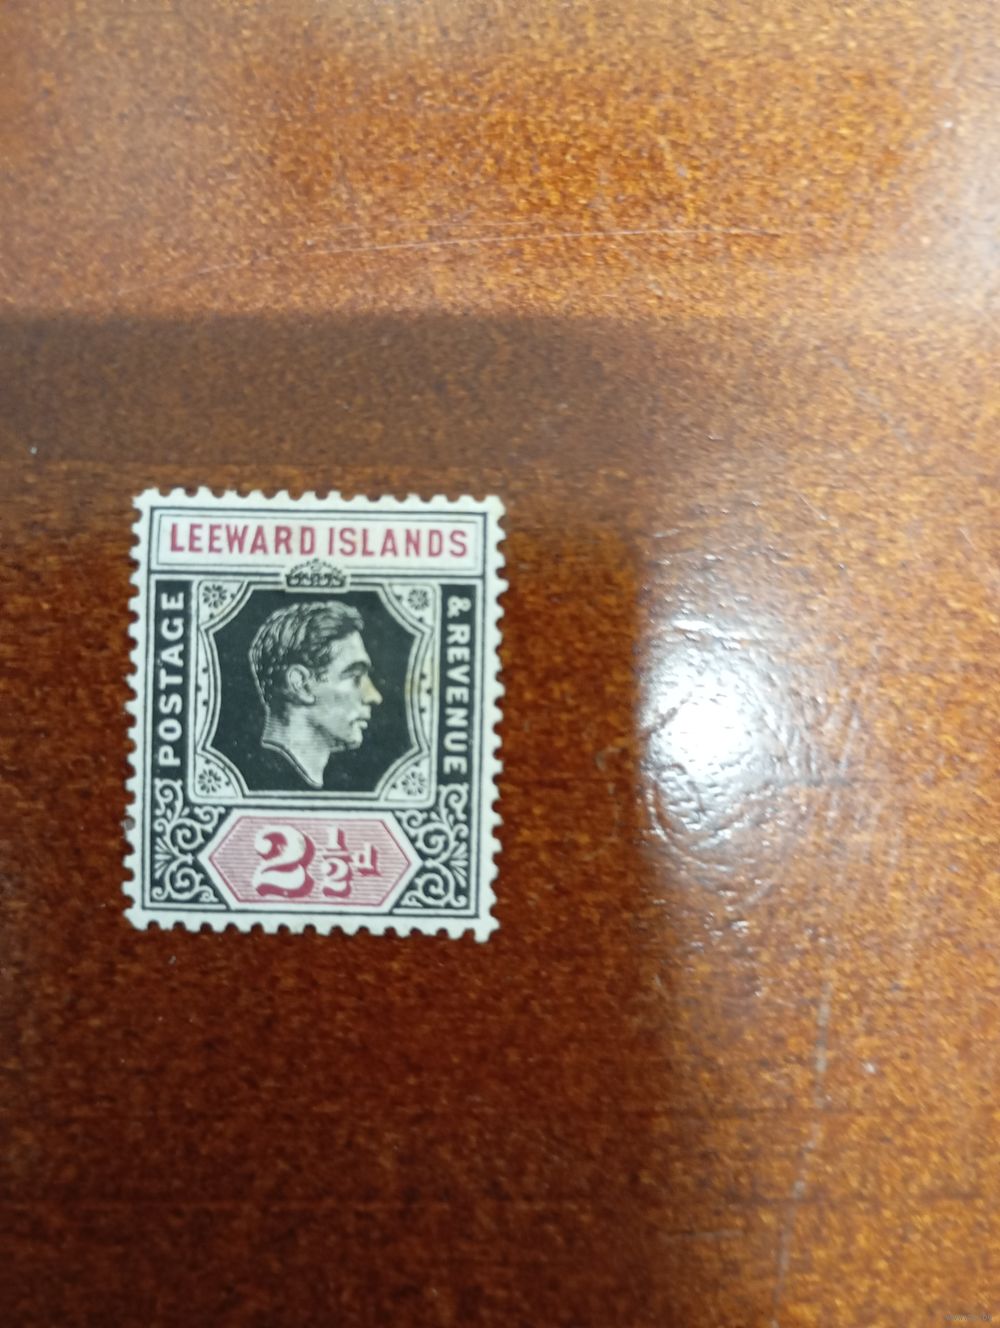 LEEWARD ISLANDS
POSTAGE
& REVENUE
2½d